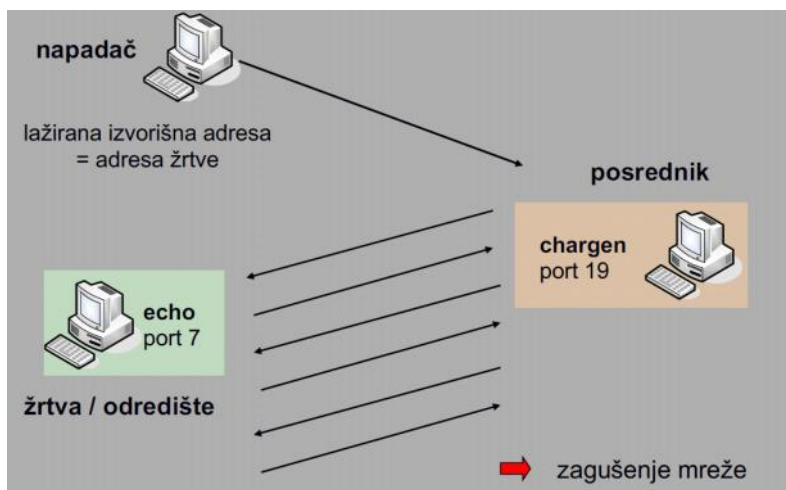 napadač
lažirana izvorišna adresa
= adresa žrtve
posrednik
chargen
port 19
echo
port 7
žrtva / odredište
zagušenje mreže